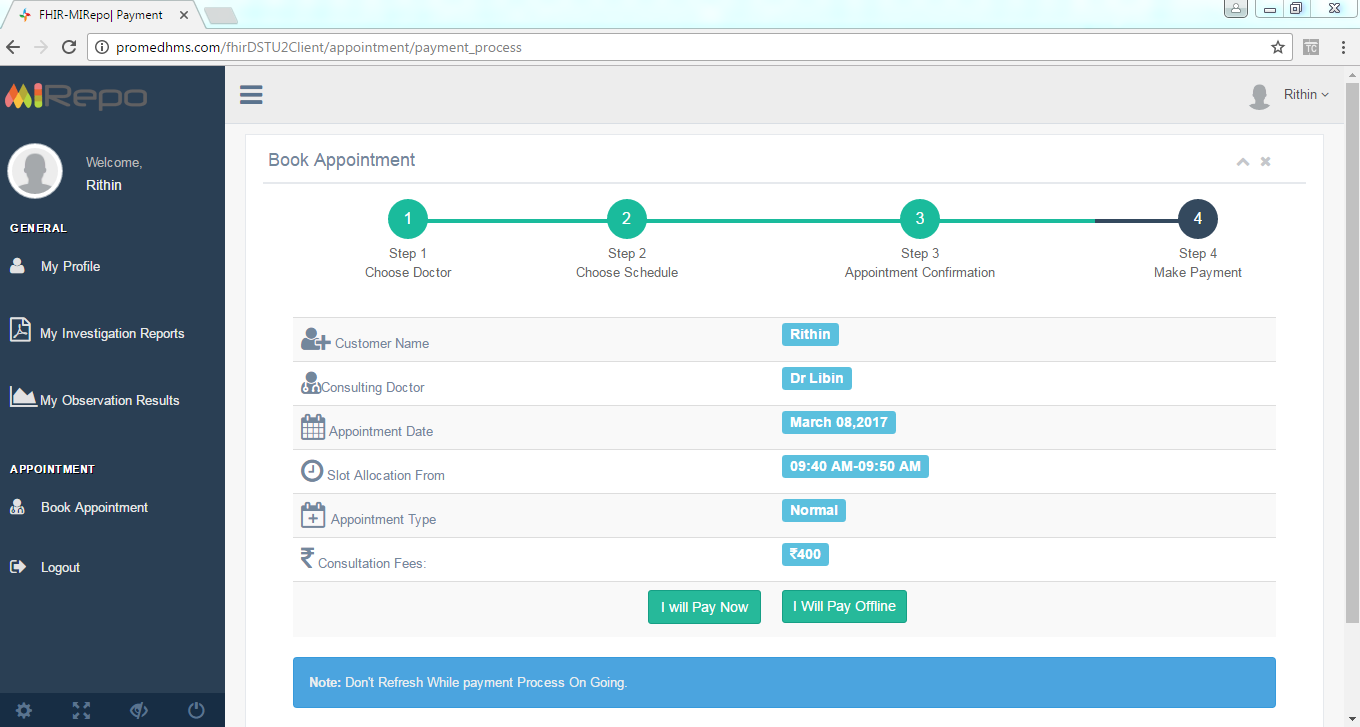 FHIR-MIRepo| Payment
promedhms.com/fhirDSTU2Client/appointment/payment_process
TC
MIRepo
Rithin
Welcome,
Rithin
GENERAL
My Profile
My Investigation Reports
My Observation Results
APPOINTMENT
Book Appointment
Logout
Book Appointment
1
2
3
4
Step 1
Step 2
Step 3
Step 4
Choose Doctor
Choose Schedule
Appointment Confirmation
Make Payment
Customer Name
Rithin
Consulting Doctor
Dr Libin
Appointment Date
March 08,2017
Slot Allocation From
09:40 AM-09:50 AM
Appointment Type
Normal
₹ Consultation Fees:
₹400
I will Pay Now
I Will Pay Offline
Note: Don't Refresh While payment Process On Going.